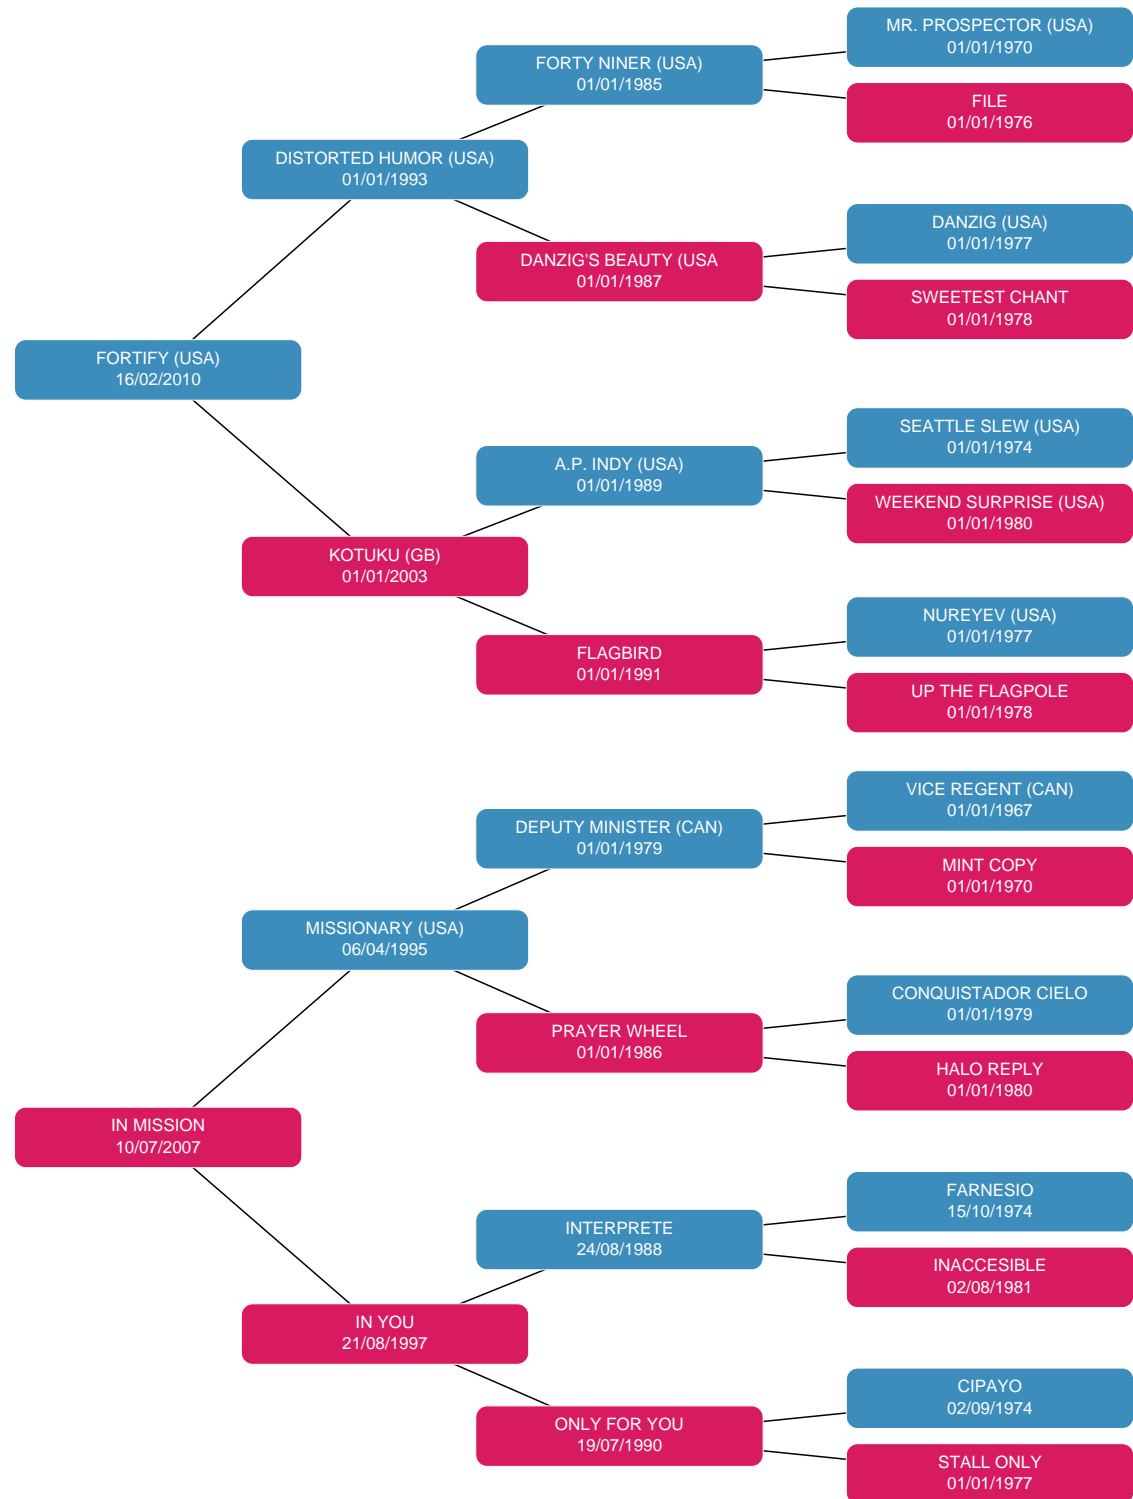 MR. PROSPECTOR (USA)
01/01/1970
FORTY NINER (USA)
01/01/1985
FILE
01/01/1976
DISTORTED HUMOR (USA)
01/01/1993
DANZIG (USA)
01/01/1977
DANZIG'S BEAUTY (USA
01/01/1987
SWEETEST CHANT
01/01/1978
FORTIFY (USA)
16/02/2010
SEATTLE SLEW (USA)
01/01/1974
A.P. INDY (USA)
01/01/1989
WEEKEND SURPRISE (USA)
01/01/1980
KOTUKU (GB)
01/01/2003
NUREYEV (USA)
01/01/1977
FLAGBIRD
01/01/1991
UP THE FLAGPOLE
01/01/1978
VICE REGENT (CAN)
01/01/1967
DEPUTY MINISTER (CAN)
01/01/1979
MINT COPY
01/01/1970
MISSIONARY (USA)
06/04/1995
CONQUISTADOR CIELO
01/01/1979
PRAYER WHEEL
01/01/1986
HALO REPLY
01/01/1980
IN MISSION
10/07/2007
FARNESIO
15/10/1974
INTERPRETE
24/08/1988
INACCESIBLE
02/08/1981
IN YOU
21/08/1997
CIPAYO
02/09/1974
ONLY FOR YOU
19/07/1990
STALL ONLY
01/01/1977